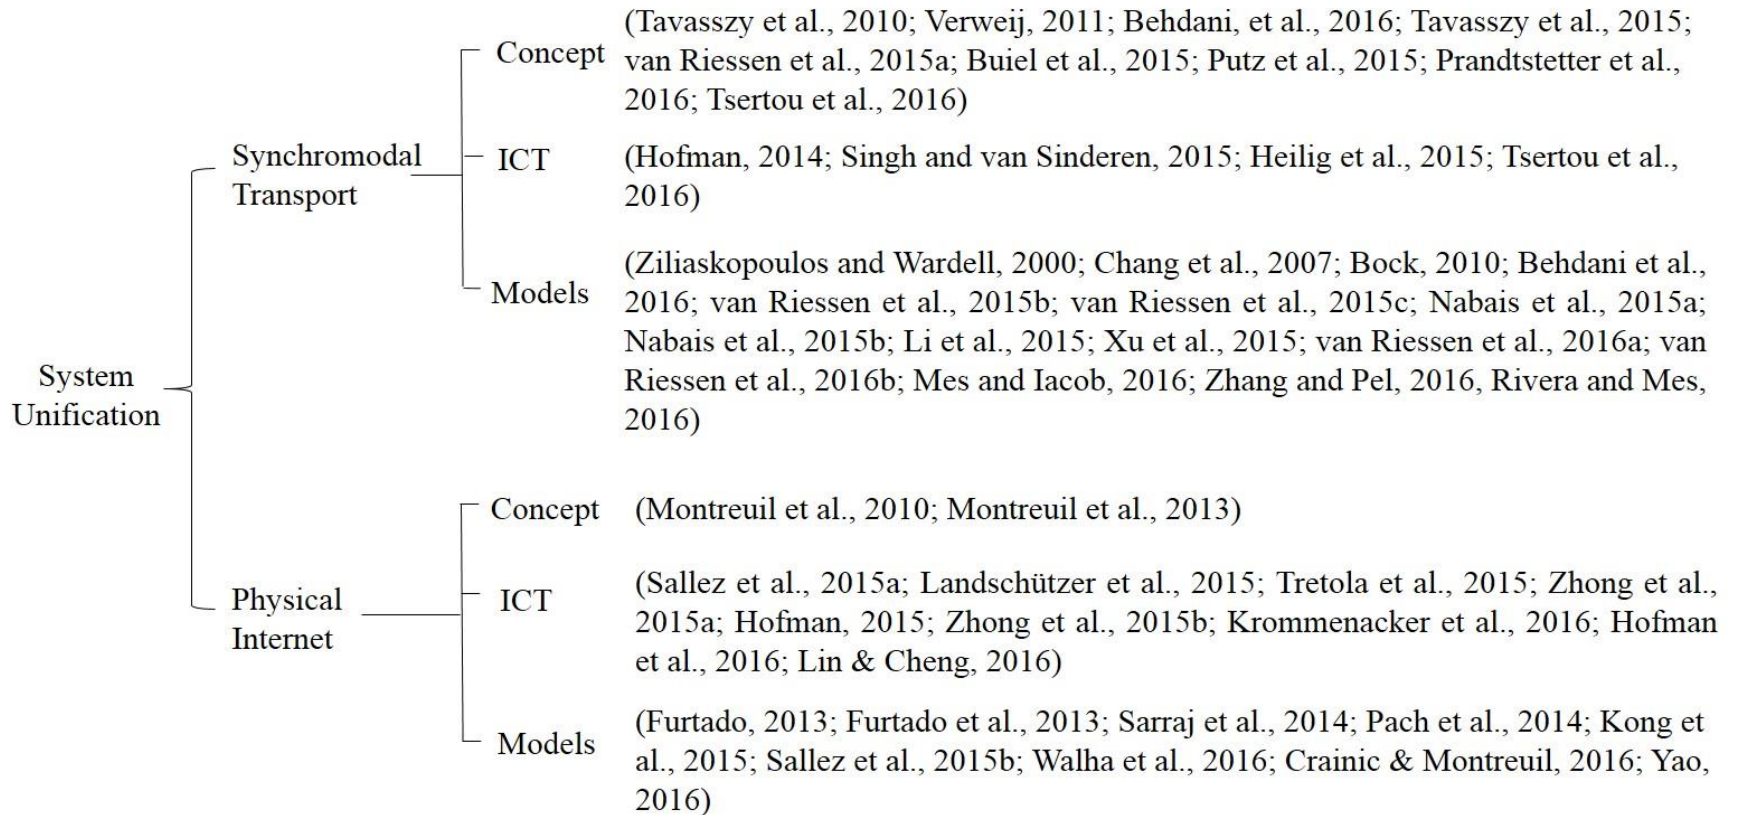 System
Unification
Synchromodal
Transport
Concept
(Tavasszy et al., 2010; Verweij, 2011; Behdani, et al., 2016; Tavasszy et al., 2015;
van Riessen et al., 2015a; Buiel et al., 2015; Putz et al., 2015; Prandtstetter et al.,
2016; Tsertou et al., 2016)
ICT
(Hofman, 2014; Singh and van Sinderen, 2015; Heilig et al., 2015; Tsertou et al.,
2016)
Models
(Ziliaskopoulos and Wardell, 2000; Chang et al., 2007; Bock, 2010; Behdani et al.,
2016; van Riessen et al., 2015b; van Riessen et al., 2015c; Nabais et al., 2015a;
Nabais et al., 2015b; Li et al., 2015; Xu et al., 2015; van Riessen et al., 2016a; van
Riessen et al., 2016b; Mes and Iacob, 2016; Zhang and Pel, 2016, Rivera and Mes,
2016)
Physical
Internet
Concept
(Montreuil et al., 2010; Montreuil et al., 2013)
ICT
(Sallez et al., 2015a; Landschützer et al., 2015; Tretola et al., 2015; Zhong et al.,
2015a; Hofman, 2015; Zhong et al., 2015b; Krommenacker et al., 2016; Hofman
et al., 2016; Lin & Cheng, 2016)
Models
(Furtado, 2013; Furtado et al., 2013; Sarraj et al., 2014; Pach et al., 2014; Kong et
al., 2015; Sallez et al., 2015b; Walha et al., 2016; Crainic & Montreuil, 2016; Yao,
2016)